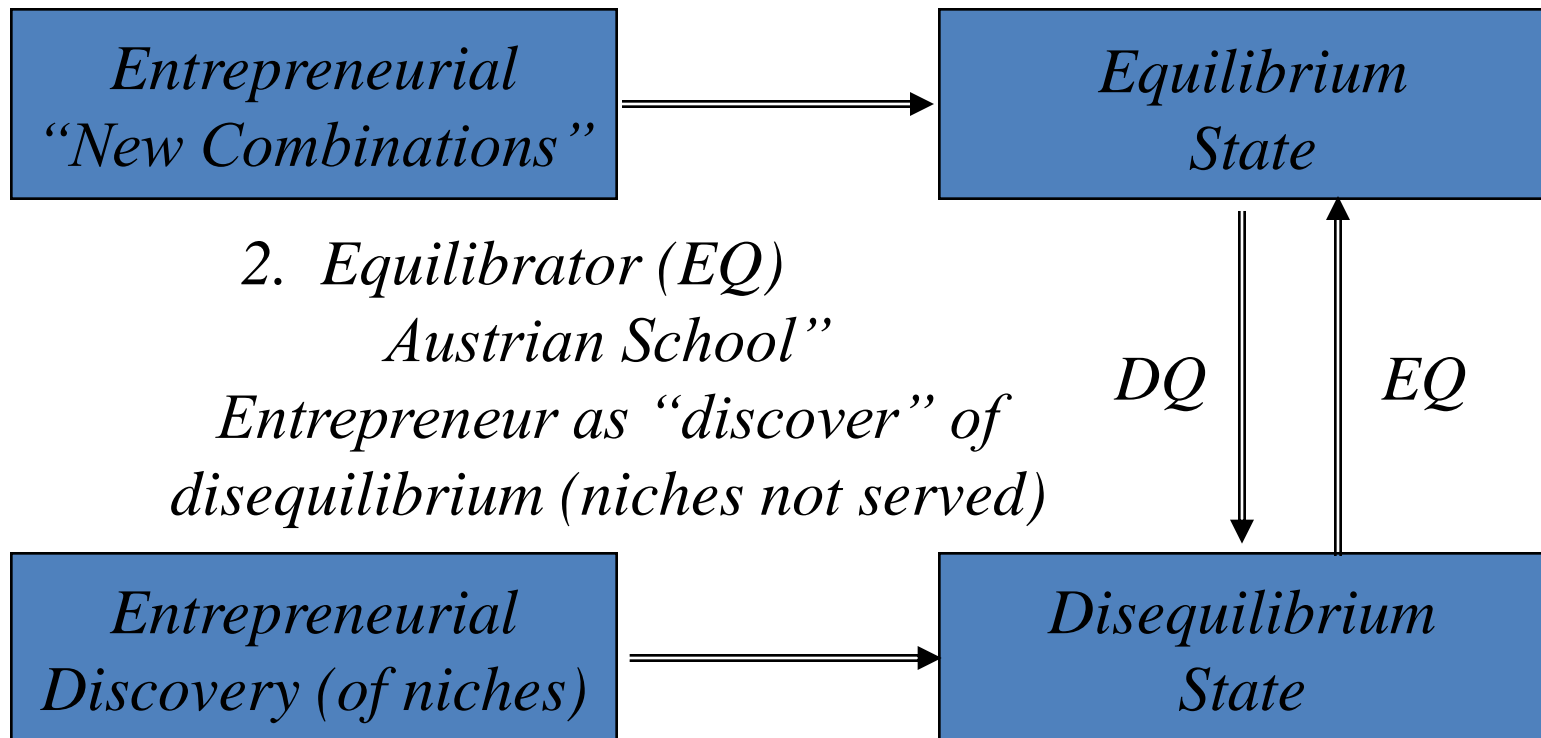 Entrepreneurial
“New Combinations”
Equilibrium
State
2. Equilibrator (EQ)
Austrian School”
Entrepreneur as “discover” of
disequilibrium (niches not served)
DQ
EQ
Entrepreneurial
Discovery (of niches)
Disequilibrium
State